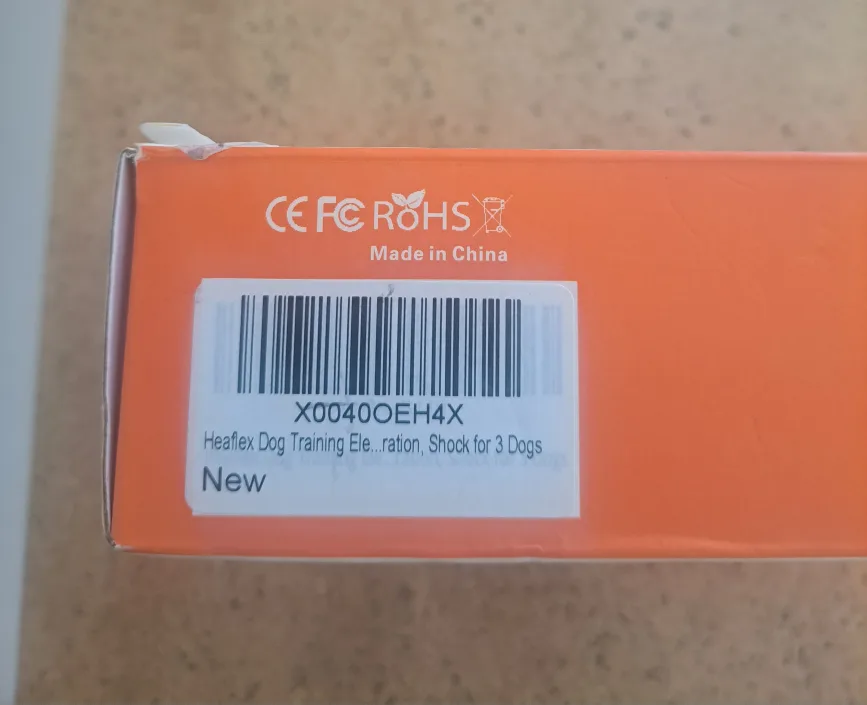 CE FC RoHS
Made in China
X0040OEH4X
Heaflex Dog Training Ele...ration, Shock for 3 Dogs
New